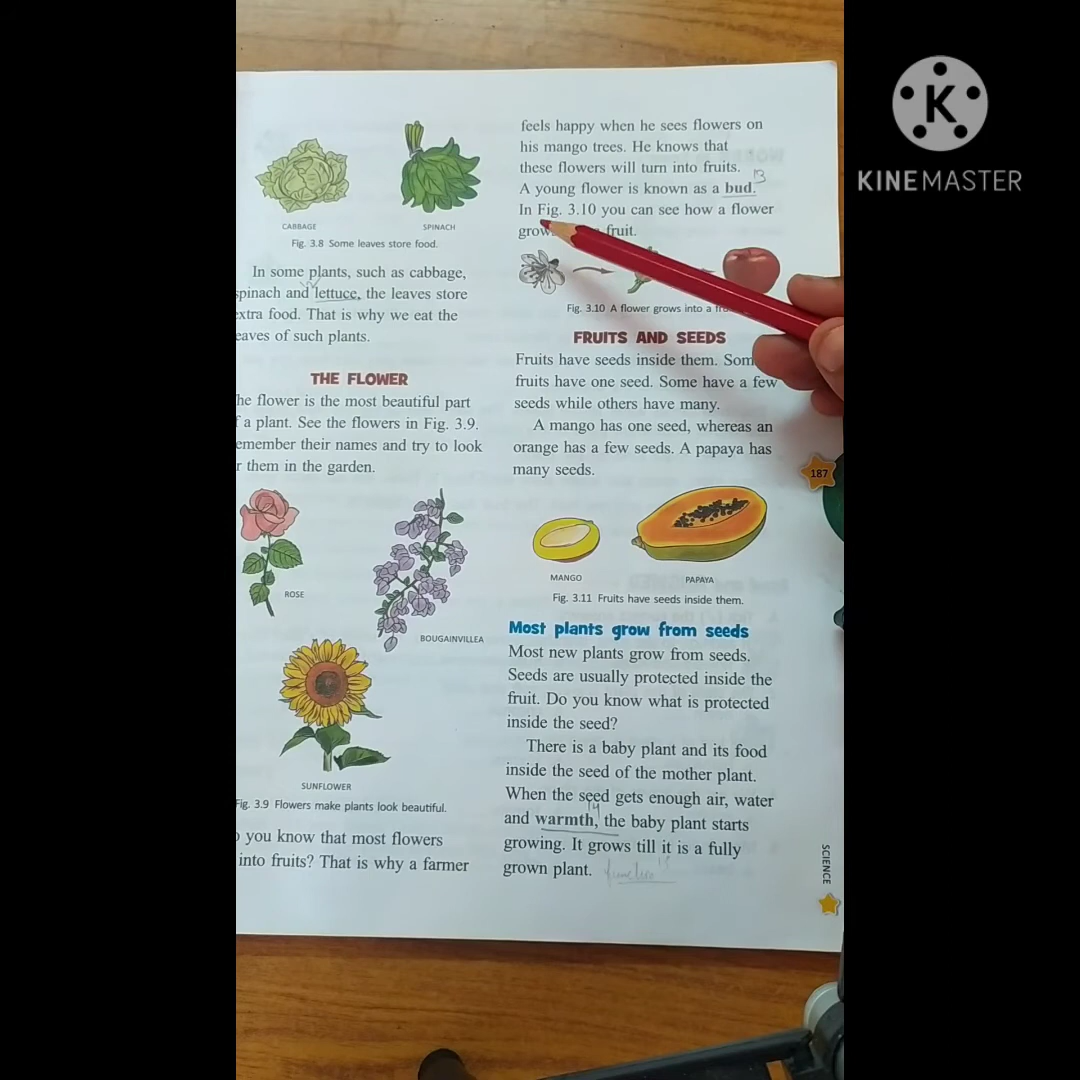 CABBAGE
SPINACH
Fig. 3.8 Some leaves store food.
In some plants, such as cabbage,
spinach and lettuce, the leaves store
extra food. That is why we eat the
eaves of such plants.
THE FLOWER
he flower is the most beautiful part
f a plant. See the flowers in Fig. 3.9.
emember their names and try to look
r them in the garden.
ROSE
BOUGAINVILLEA
SUNFLOWER
Fig. 3.9 Flowers make plants look beautiful.
o you know that most flowers
into fruits? That is why a farmer
feels happy when he sees flowers on
his mango trees. He knows that
these flowers will turn into fruits.
13
A young flower is known as a bud.
In Fig. 3.10 you can see how a flower
grow fruit.
Fig. 3.10 A flower grows into a
FRUITS AND SEEDS
Fruits have seeds inside them. Som
fruits have one seed. Some have a few
seeds while others have many.
A mango has one seed, whereas an
orange has a few seeds. A papaya has
many seeds.
MANGO
PAPAYA
Fig. 3.11 Fruits have seeds inside them.
Most plants grow from seeds
Most new plants grow from seeds.
Seeds are usually protected inside the
fruit. Do you know what is protected
inside the seed?
There is a baby plant and its food
inside the seed of the mother plant.
When the seed gets enough air, water
14
and warmth, the baby plant starts
growing. It grows till it is a fully
grown plant.
187
SCIENCE
K
KINEMASTER